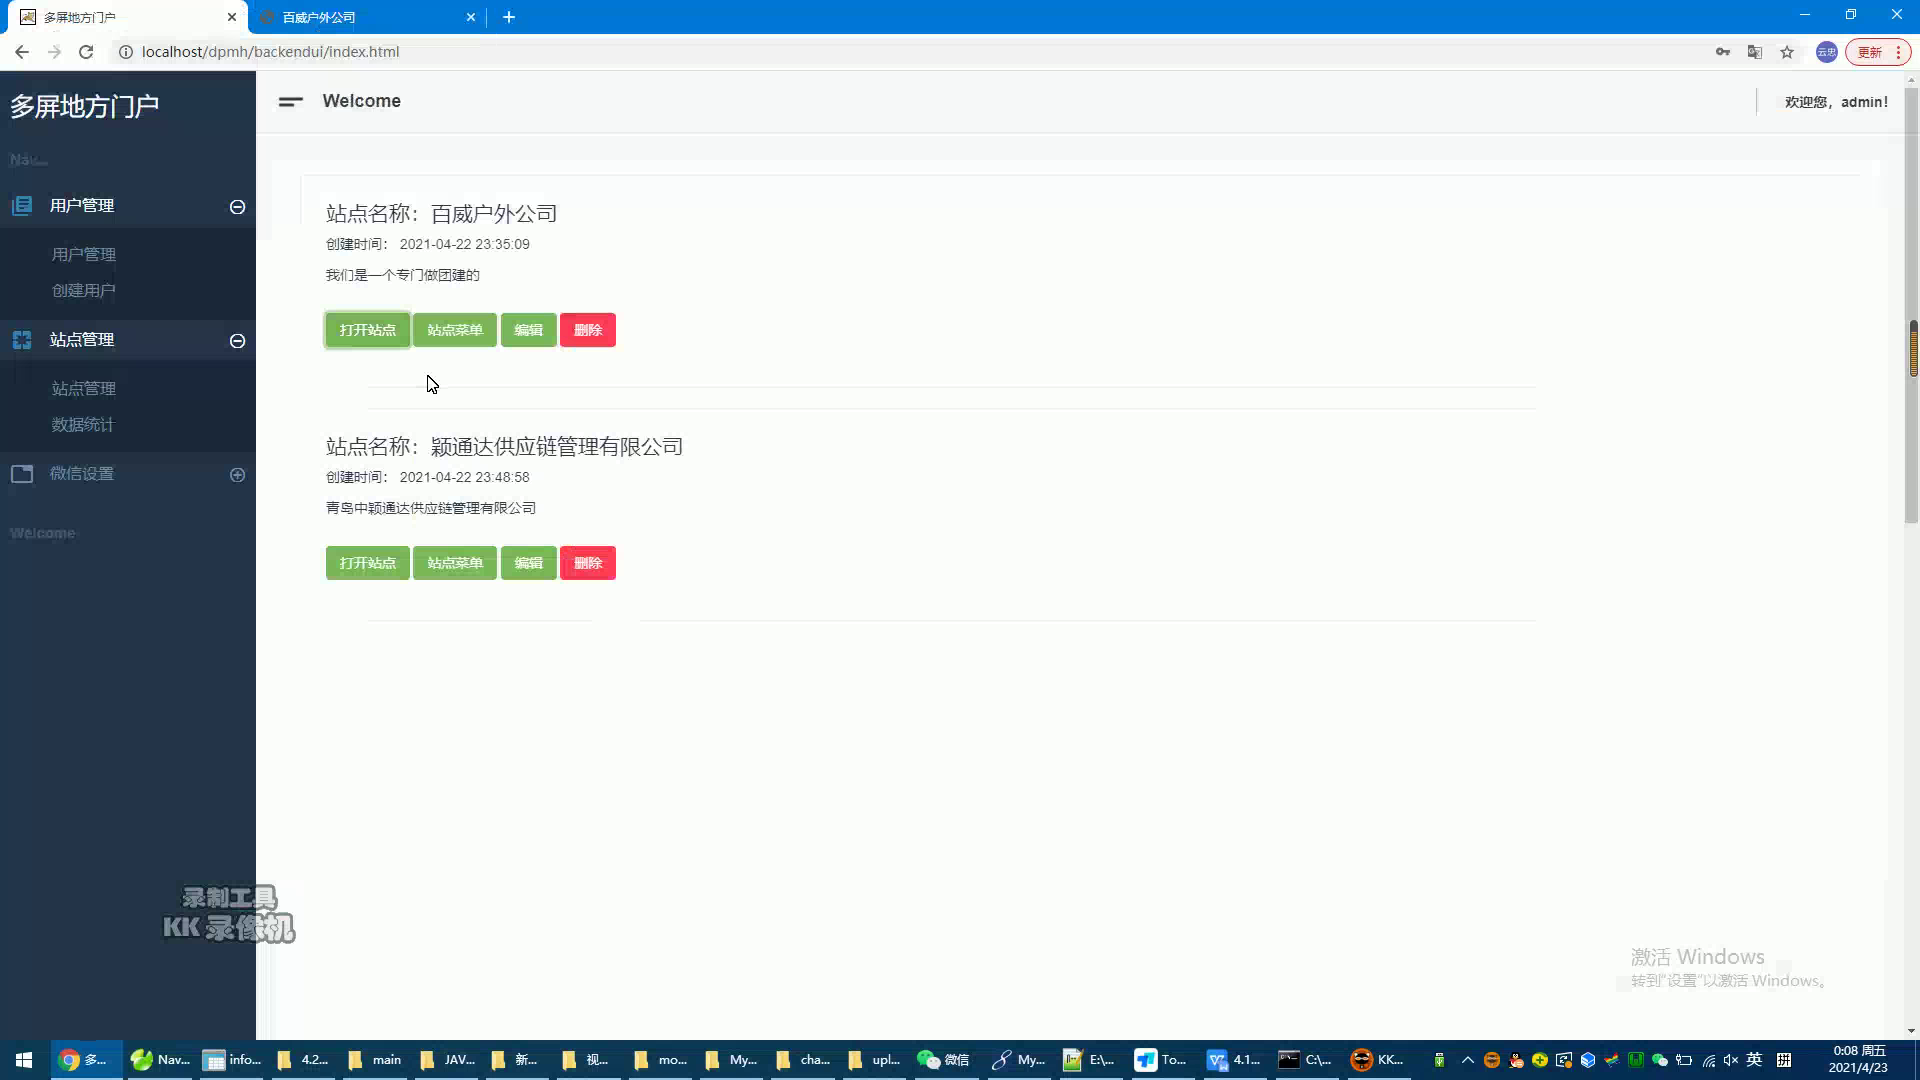 多屏地方门户
百威户外公司
localhost/dpmh/backendui/index.html
云忠
更新
多屏地方门户
Welcome
欢迎您，admin!
用户管理
用户管理
创建用户
站点管理
站点管理
数据统计
微信设置
Welcome
站点名称：百威户外公司
创建时间： 2021-04-22 23:35:09
我们是一个专门做团建的
打开站点 站点菜单 编辑 删除
站点名称：颖通达供应链管理有限公司
创建时间： 2021-04-22 23:48:58
青岛中颖通达供应链管理有限公司
打开站点 站点菜单 编辑 删除
录制工具
KK 录像机
激活 Windows
转到"设置"以激活 Windows。
多... Nav... info... 4.2... main JAV... 新... 视... mo... My... cha... upl... 微信 My... E:\... To... 4.1... C:\... KK... 英 拼
0:08 周五
2021/4/23